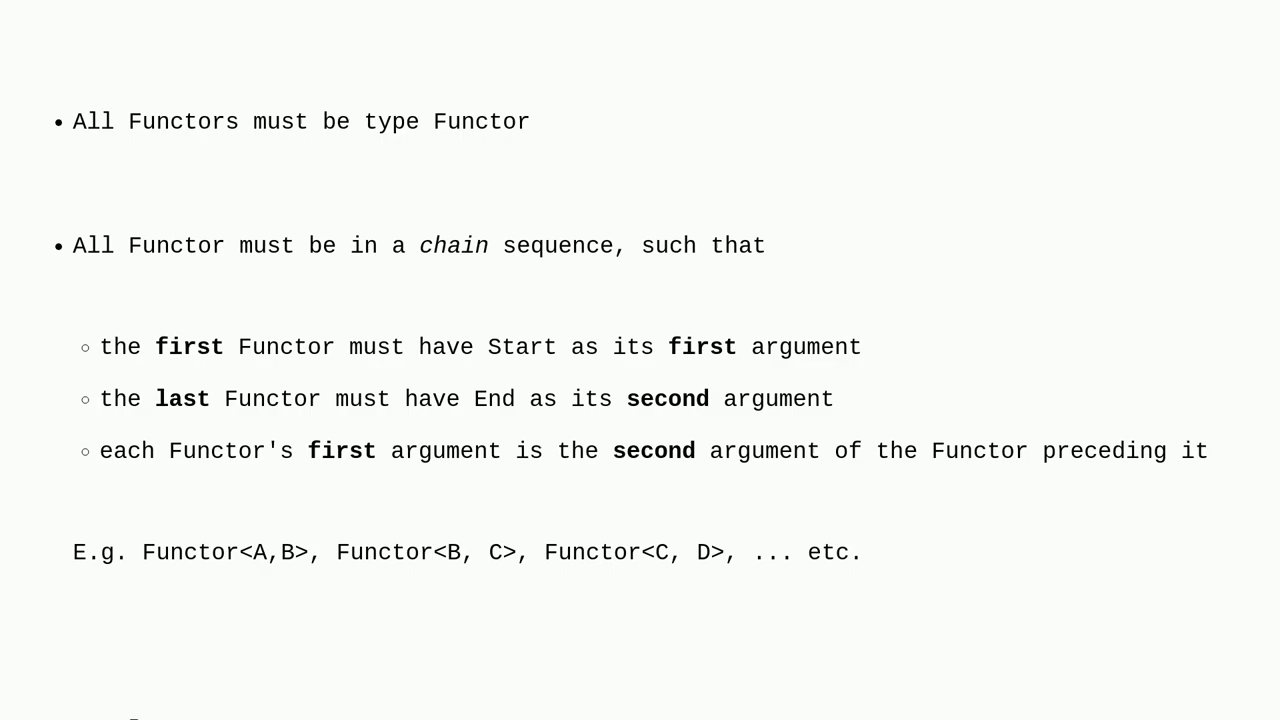 • All Functors must be type Functor
• All Functor must be in a chain sequence, such that
○ the first Functor must have Start as its first argument
○ the last Functor must have End as its second argument
○ each Functor's first argument is the second argument of the Functor preceding it
E.g. Functor<A,B>, Functor<B, C>, Functor<C, D>, ... etc.